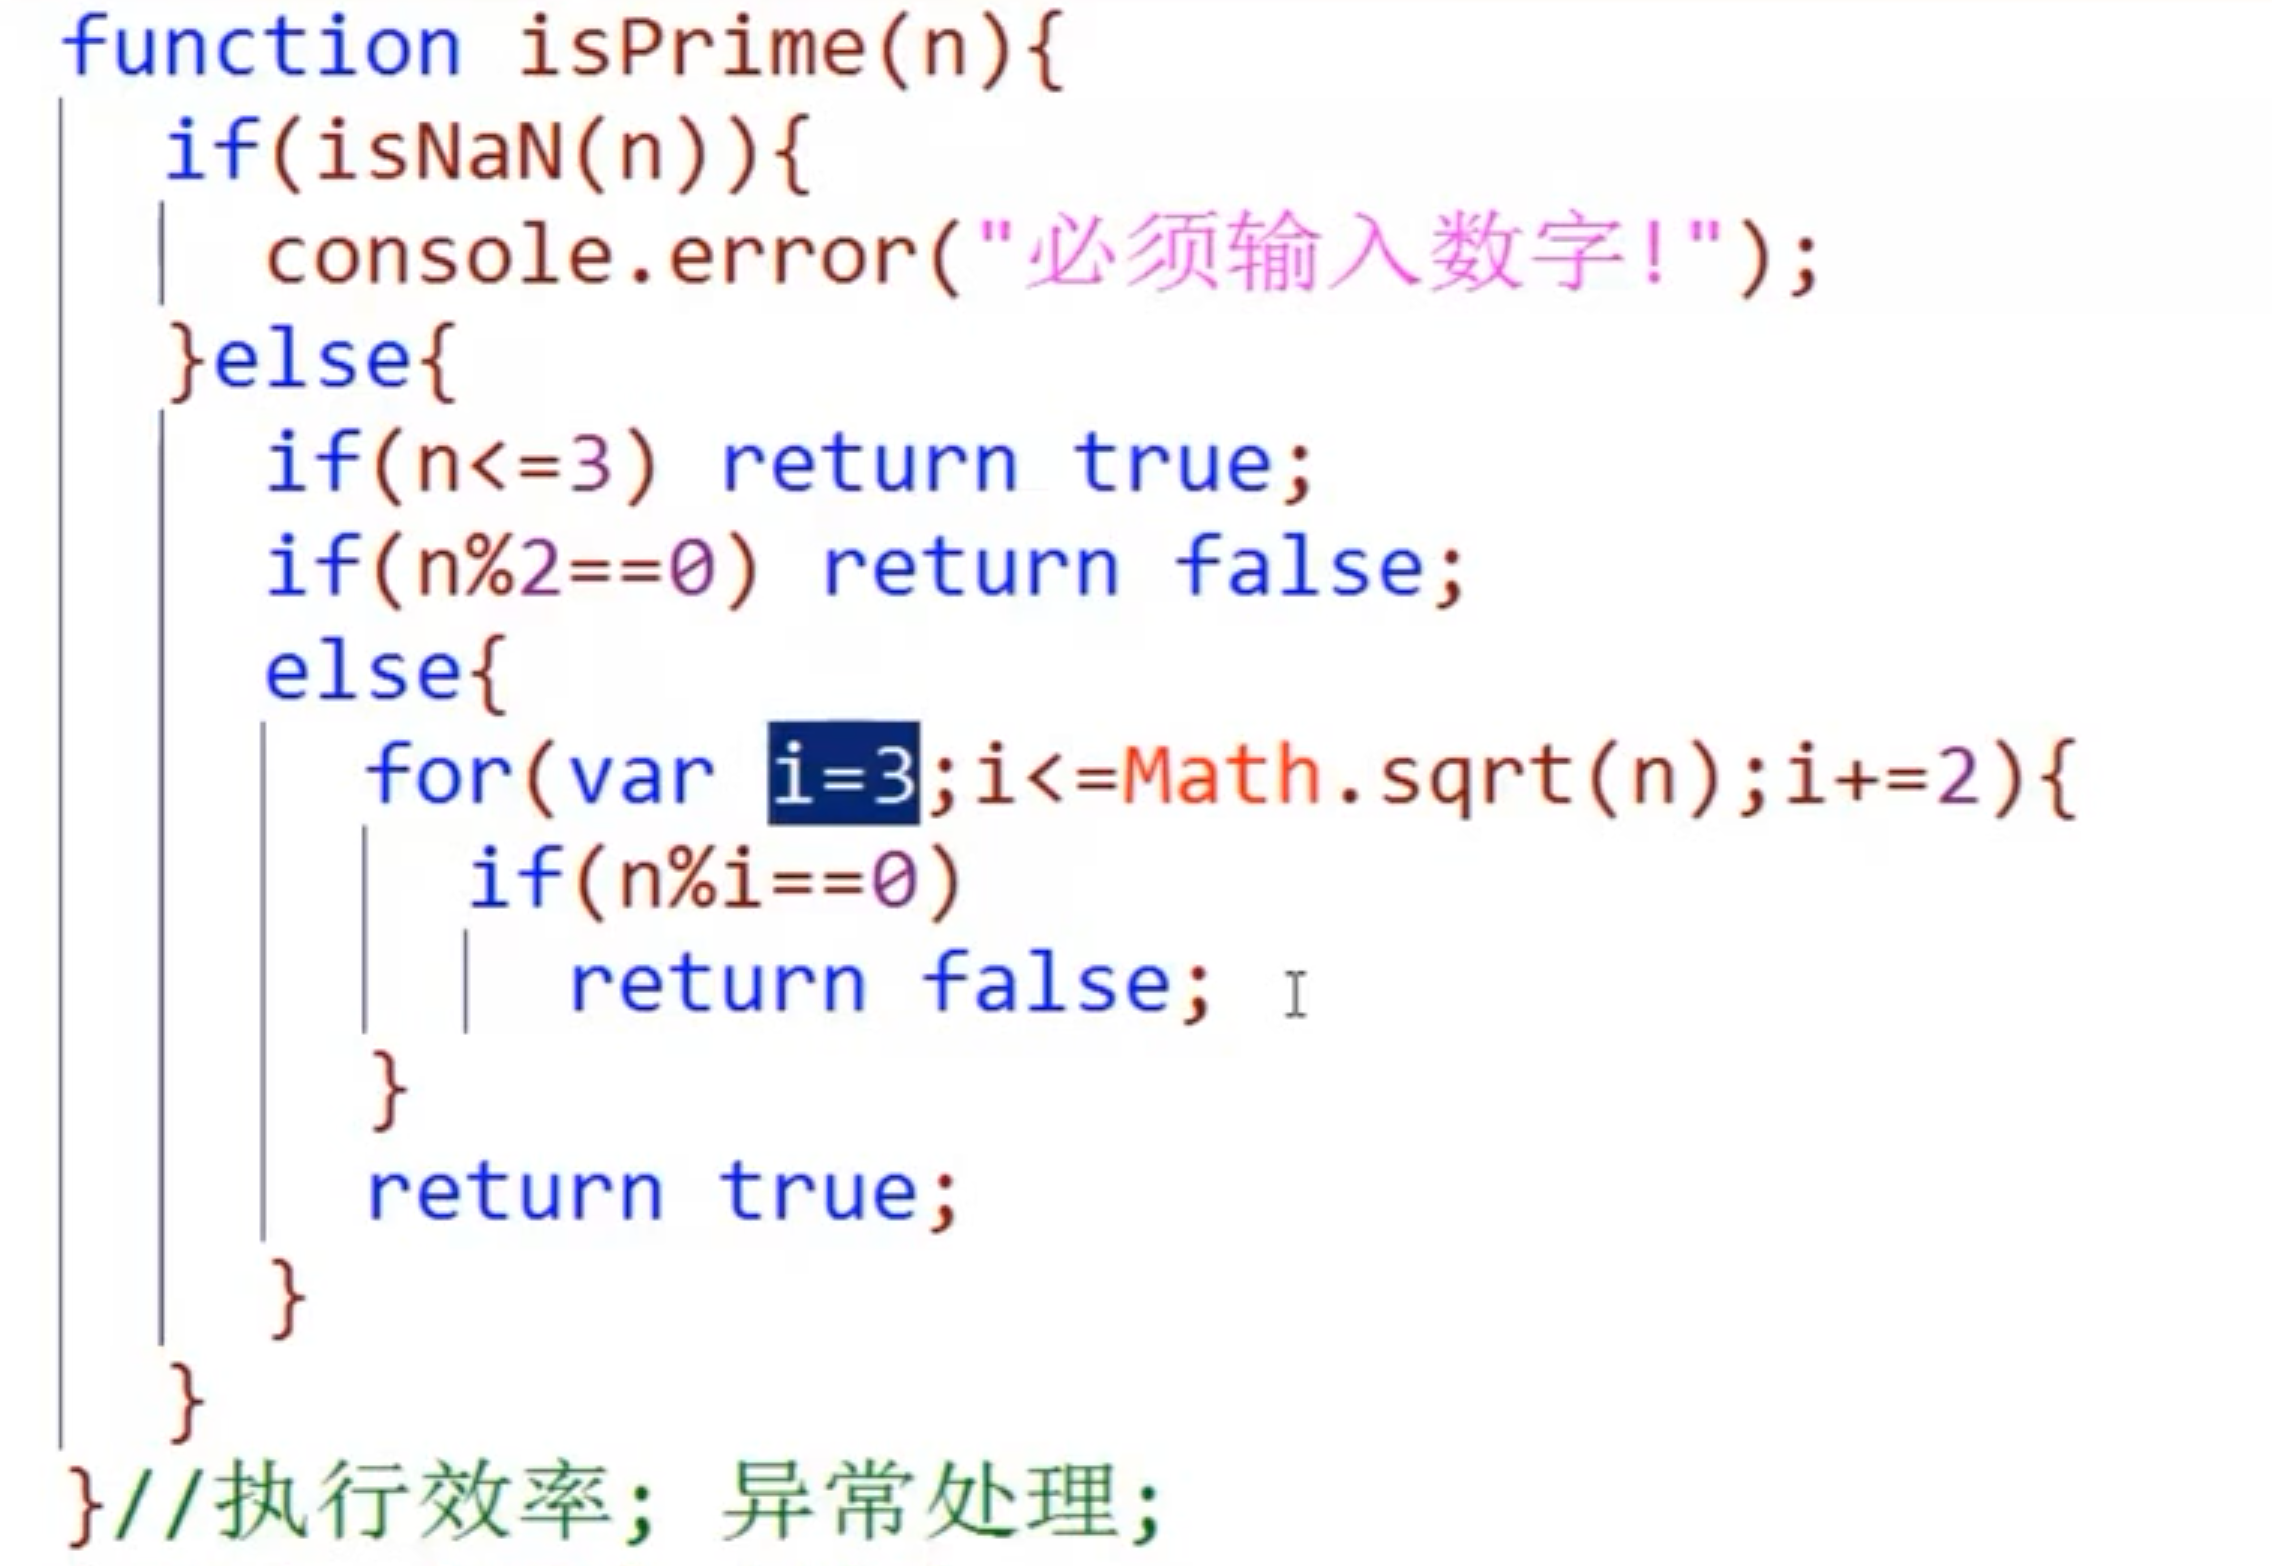 function isPrime(n){
if(isNaN(n)){
console.error("必须输入数字!");
}else{
if(n<=3) return true;
if(n%2==0) return false;
else{
for(var i=3;i<=Math.sqrt(n);i+=2){
if(n%i==0)
return false;
}
return true;
}
}
}//执行效率; 异常处理;